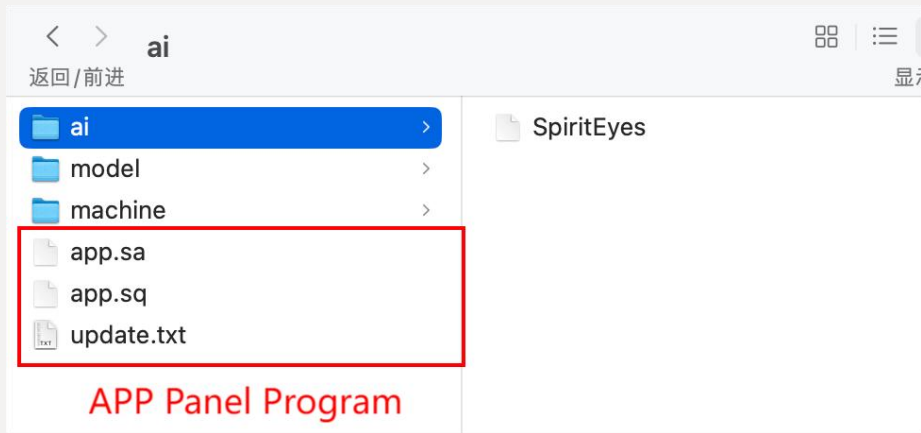 ai
返回/前进
显示
ai
model
machine
app.sa
app.sq
update.txt
TXT
SpiritEyes
APP Panel Program